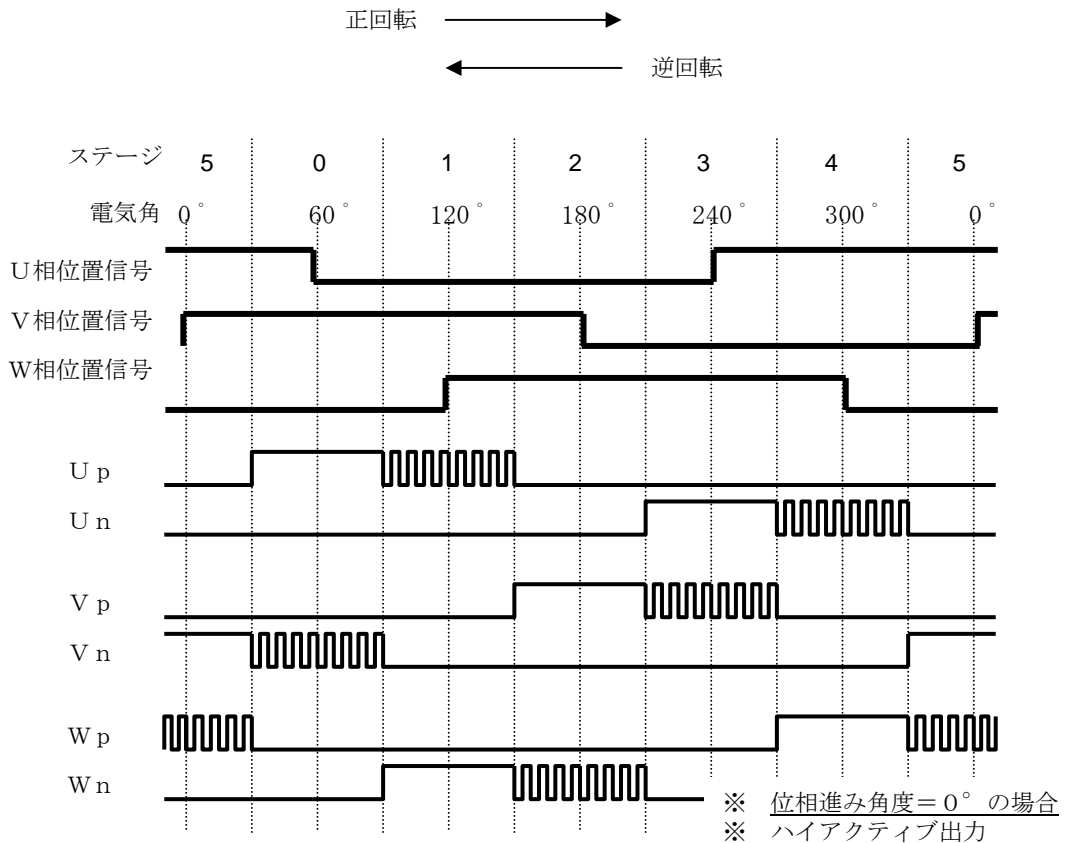 正回転
逆回転
ステージ 5 0 1 2 3 4 5
電気角 0° 60° 120° 180° 240° 300° 0°
U相位置信号
V相位置信号
W相位置信号
Up
Un
Vp
Vn
Wp
Wn
※ 位相進み角度=0°の場合
※ ハイアクティブ出力